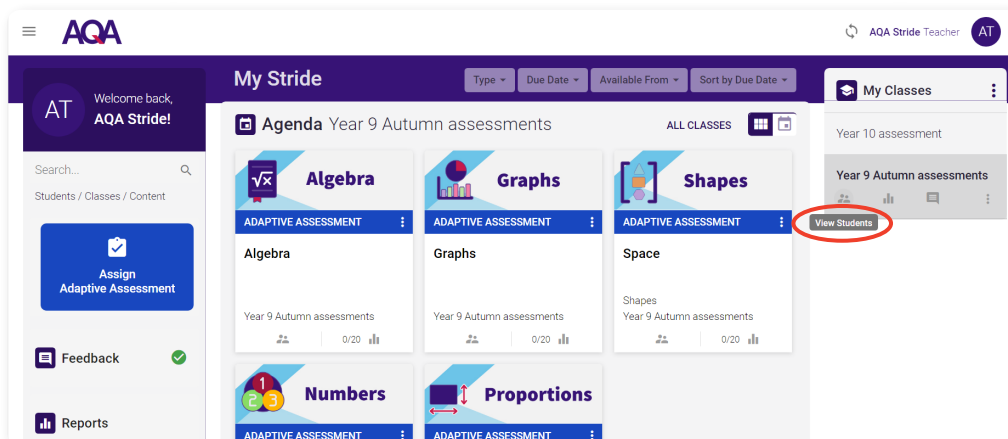 AQA
AQA Stride Teacher
AT
AT
Welcome back,
AQA Stride!
Search...
Students / Classes / Content
Assign
Adaptive Assessment
Feedback
Reports
My Stride
Type
Due Date
Available From
Sort by Due Date
Agenda Year 9 Autumn assessments
ALL CLASSES
√x
Algebra
ADAPTIVE ASSESSMENT
Algebra
Year 9 Autumn assessments
0/20
Graphs
ADAPTIVE ASSESSMENT
Graphs
Year 9 Autumn assessments
0/20
Shapes
ADAPTIVE ASSESSMENT
Space
Shapes
Year 9 Autumn assessments
0/20
1
2 3
Numbers
ADAPTIVE ASSESSMENT
Proportions
ADAPTIVE ASSESSMENT
My Classes
Year 10 assessment
Year 9 Autumn assessments
View Students